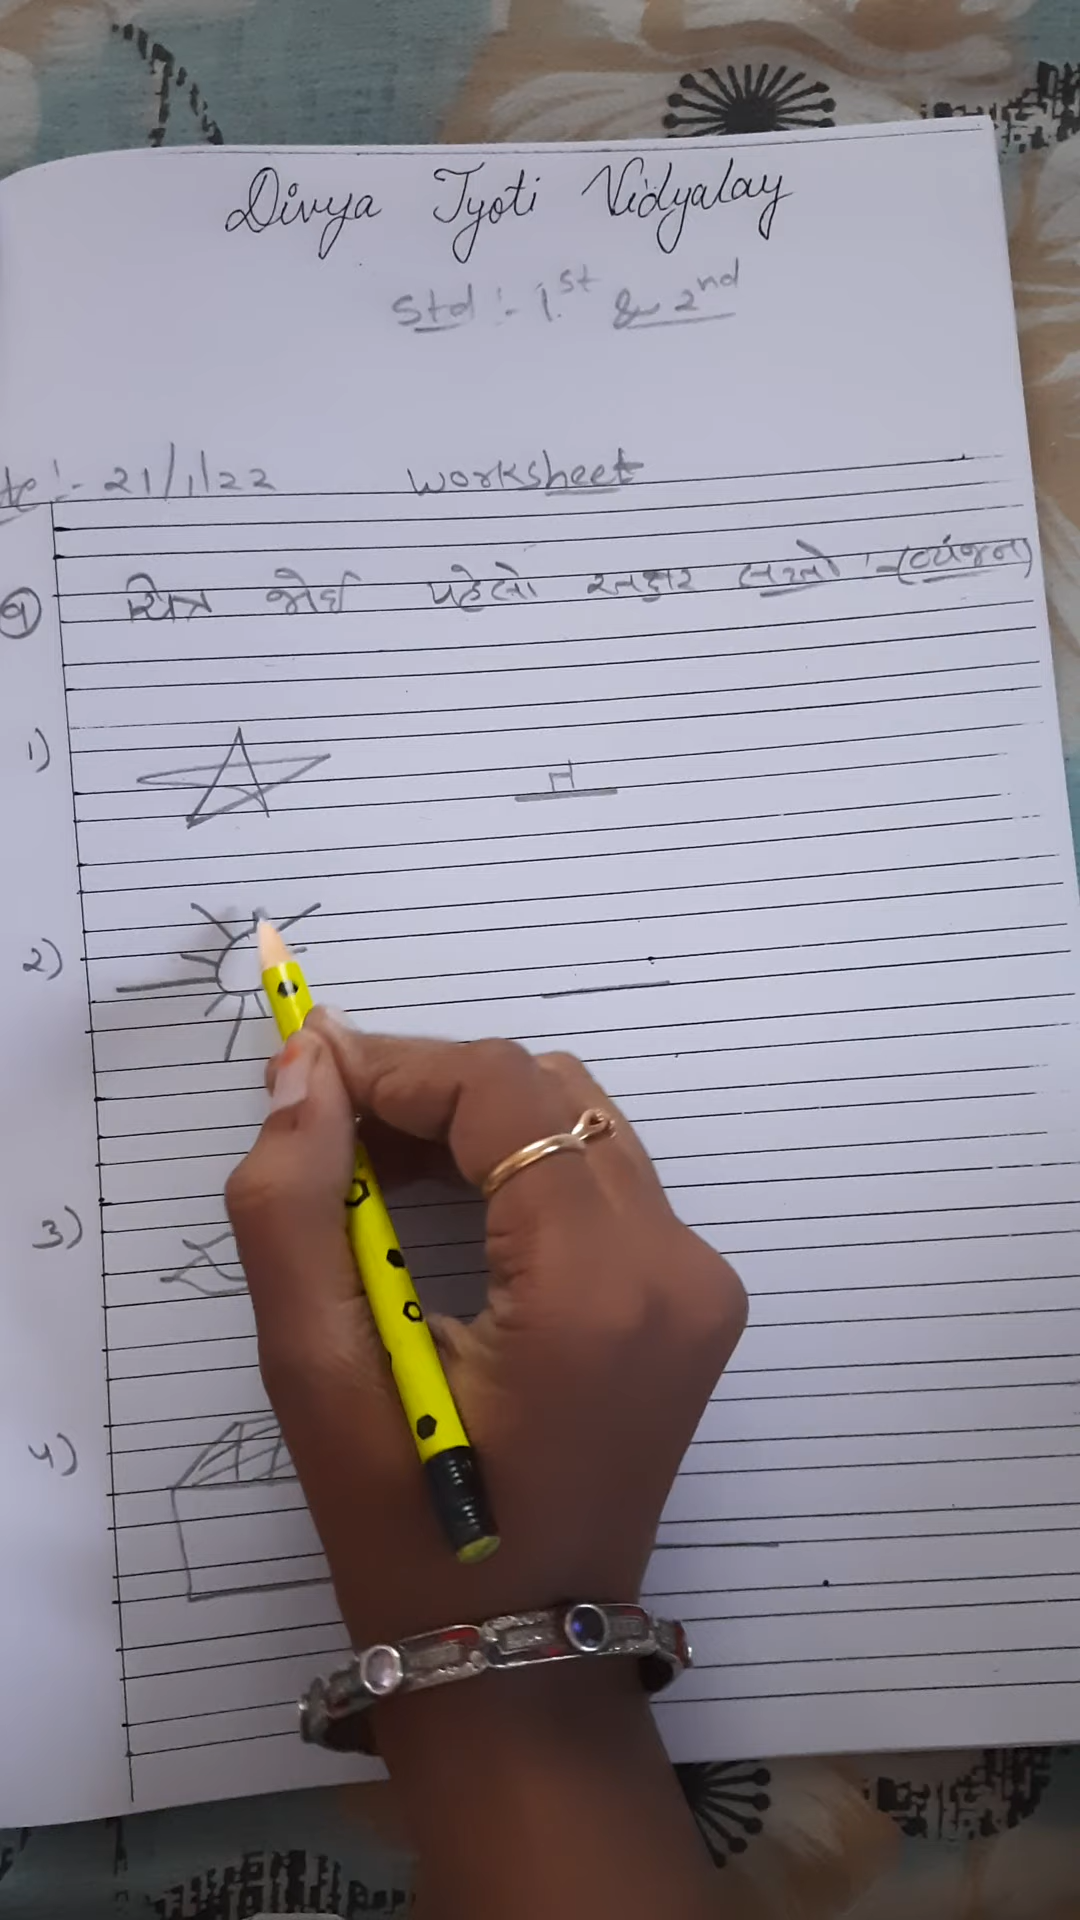 Divya Jyoti Vidyalay
Std :- 1st & 2nd
te :- 21/1/22 worksheet
૧ ચિત્ર જોઈ પહેલો અક્ષર લખો :- (વ્યંજન)
1) ત
2)
3)
4)